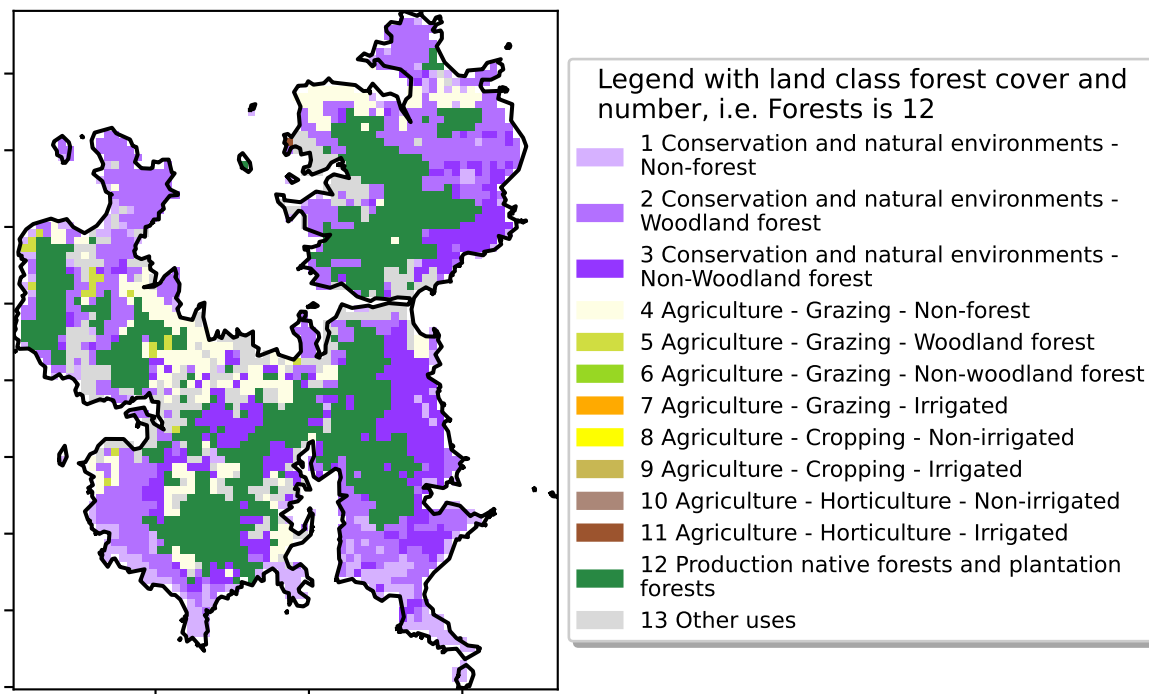 Legend with land class forest cover and
number, i.e. Forests is 12
1 Conservation and natural environments -
Non-forest
2 Conservation and natural environments -
Woodland forest
3 Conservation and natural environments -
Non-Woodland forest
4 Agriculture - Grazing - Non-forest
5 Agriculture - Grazing - Woodland forest
6 Agriculture - Grazing - Non-woodland forest
7 Agriculture - Grazing - Irrigated
8 Agriculture - Cropping - Non-irrigated
9 Agriculture - Cropping - Irrigated
10 Agriculture - Horticulture - Non-irrigated
11 Agriculture - Horticulture - Irrigated
12 Production native forests and plantation
forests
13 Other uses